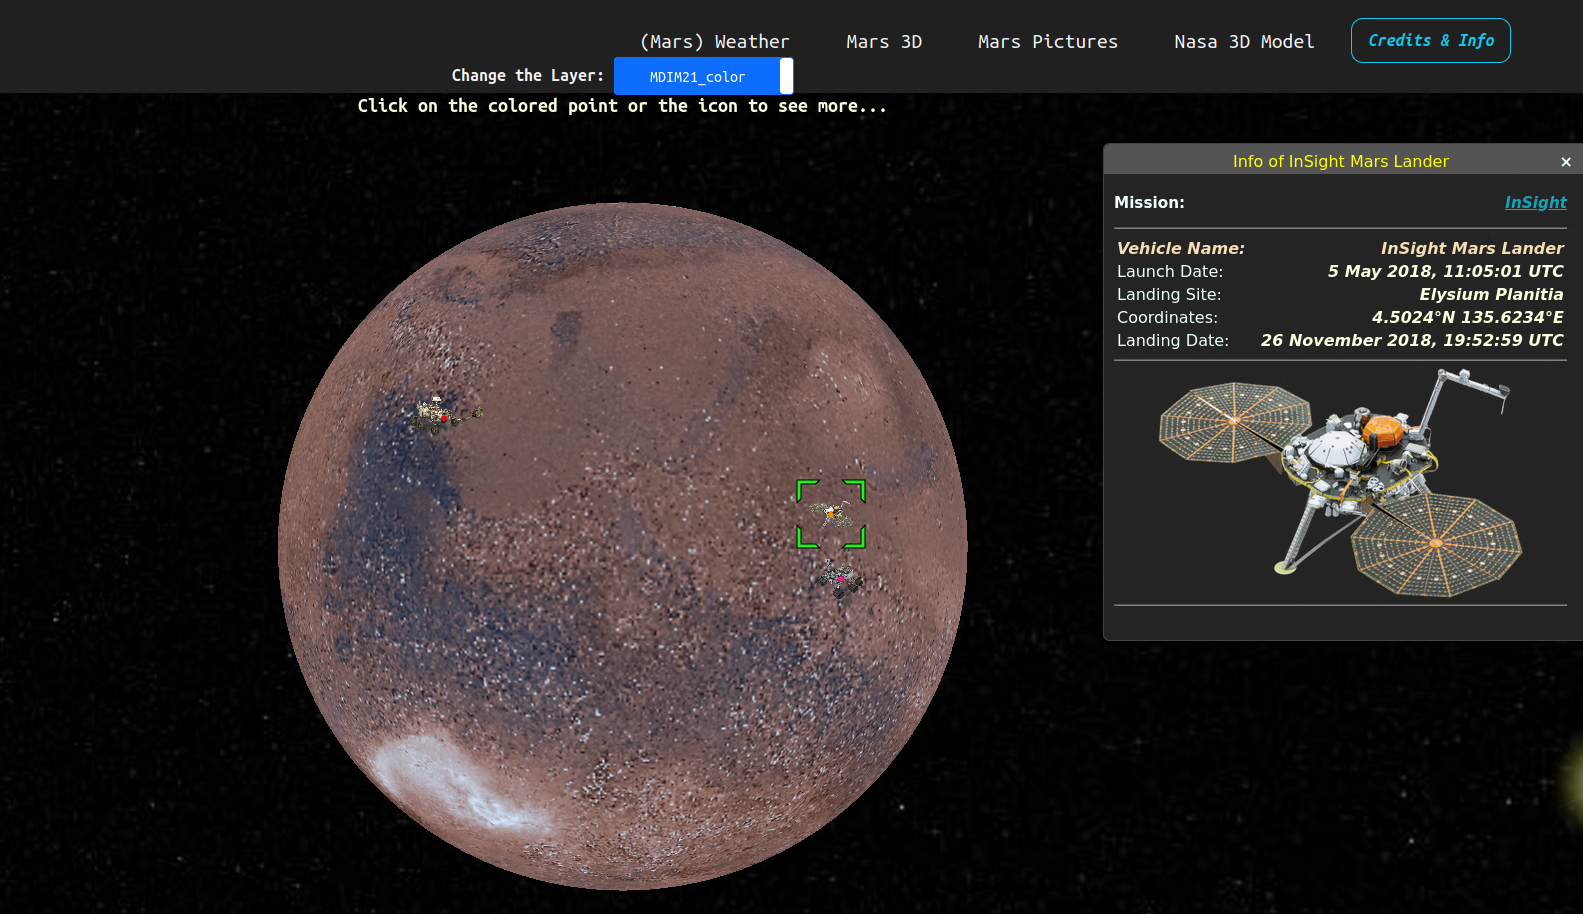 (Mars) Weather Mars 3D Mars Pictures Nasa 3D Model Credits & Info
Change the Layer: MDIM21_color
Click on the colored point or the icon to see more...
Info of InSight Mars Lander ×
Mission: InSight
Vehicle Name: InSight Mars Lander
Launch Date: 5 May 2018, 11:05:01 UTC
Landing Site: Elysium Planitia
Coordinates: 4.5024°N 135.6234°E
Landing Date: 26 November 2018, 19:52:59 UTC